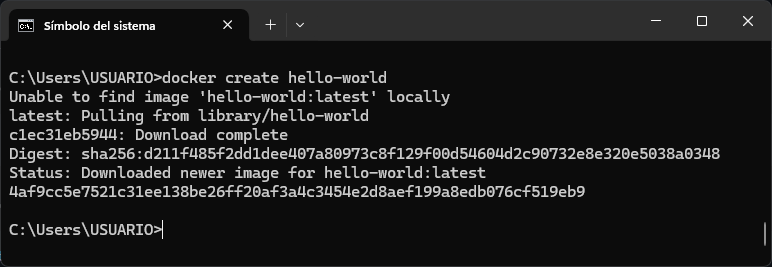 Símbolo del sistema
C:\Users\USUARIO>docker create hello-world
Unable to find image 'hello-world:latest' locally
latest: Pulling from library/hello-world
c1ec31eb5944: Download complete
Digest: sha256:d211f485f2dd1dee407a80973c8f129f00d54604d2c90732e8e320e5038a0348
Status: Downloaded newer image for hello-world:latest
4af9cc5e7521c31ee138be26ff20af3a4c3454e2d8aef199a8edb076cf519eb9
C:\Users\USUARIO>